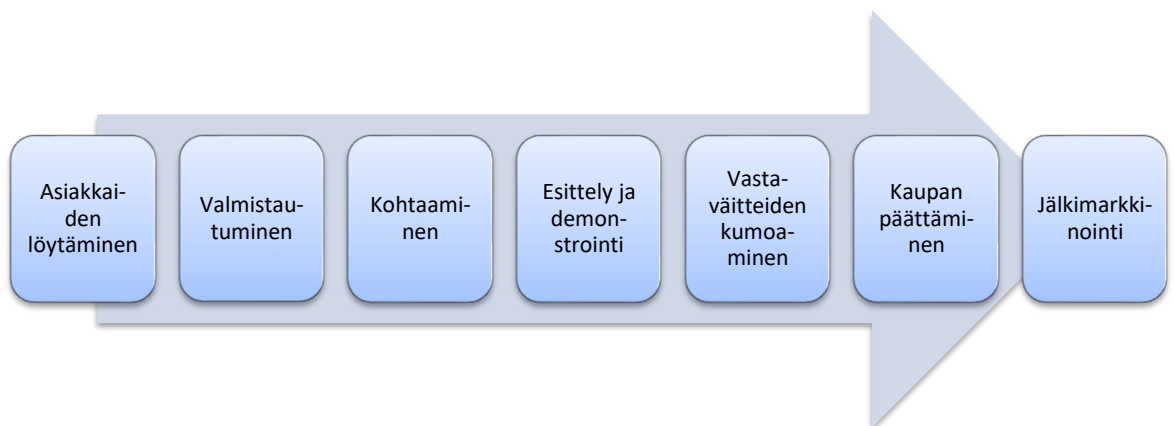 Asiakkai-
den
löytäminen
Valmistau-
tuminen
Kohtaami-
nen
Esittely ja
demon-
strointi
Vasta-
väitteiden
kumoa-
minen
Kaupan
päättämi-
nen
Jälkimarkki-
nointi